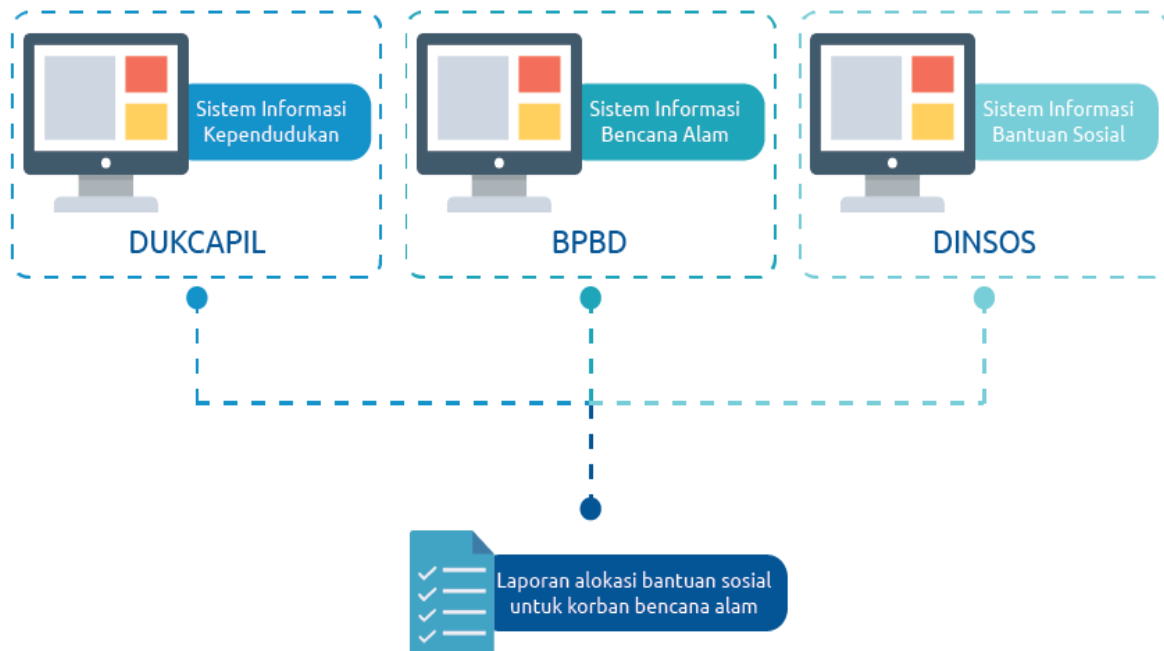 Sistem Informasi
Kependudukan
DUKCAPIL
Sistem Informasi
Bencana Alam
BPBD
Sistem Informasi
Bantuan Sosial
DINSOS
Laporan alokasi bantuan sosial
untuk korban bencana alam